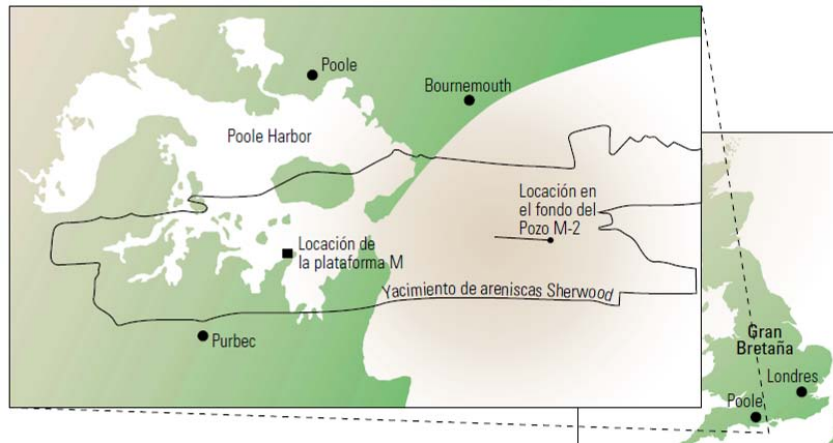 Poole
Bournemouth
Poole Harbor
Locación en
el fondo del
Pozo M-2
Locación de
la plataforma M
Yacimiento de areniscas Sherwood
Purbec
Gran
Bretaña
Londres
Poole